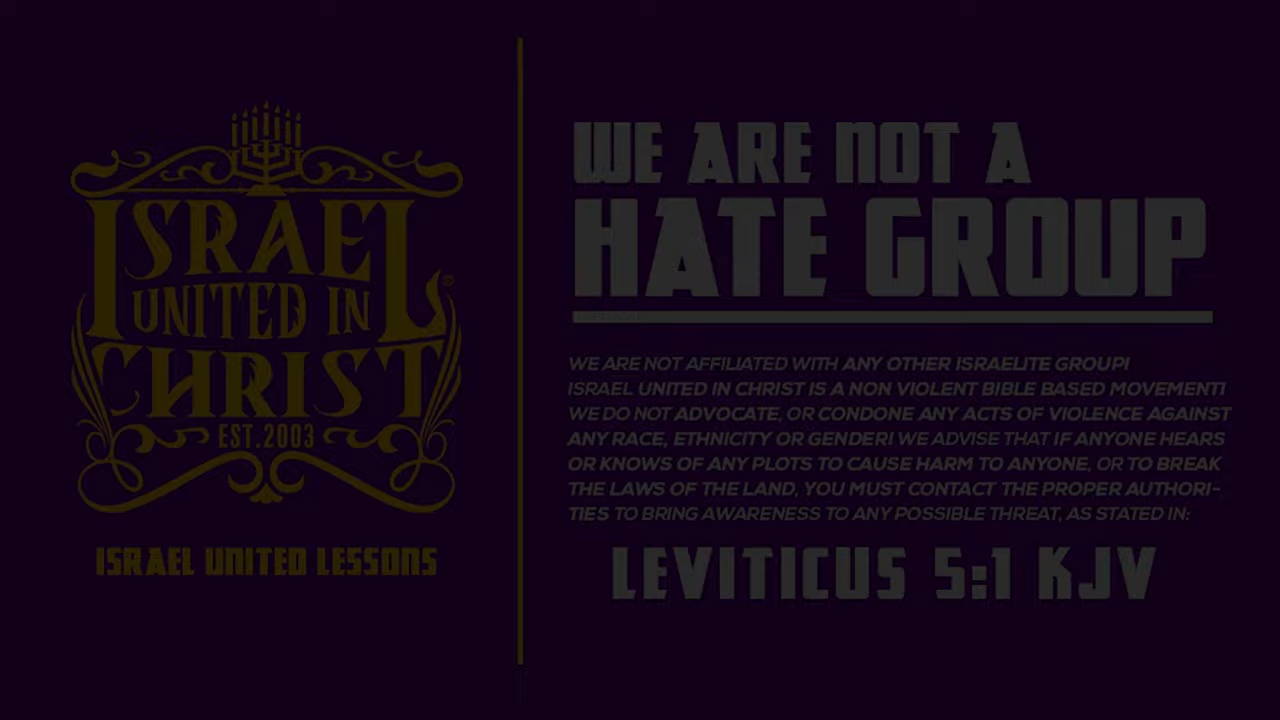 ISRAEL
UNITED IN
CHRIST
EST.2003
ISRAEL UNITED LESSONS
WE ARE NOT A
HATE GROUP
WE ARE NOT AFFILIATED WITH ANY OTHER ISRAELITE GROUP!
ISRAEL UNITED IN CHRIST IS A NON VIOLENT BIBLE BASED MOVEMENT!
WE DO NOT ADVOCATE, OR CONDONE ANY ACTS OF VIOLENCE AGAINST
ANY RACE, ETHNICITY OR GENDER! WE ADVISE THAT IF ANYONE HEARS
OR KNOWS OF ANY PLOTS TO CAUSE HARM TO ANYONE, OR TO BREAK
THE LAWS OF THE LAND, YOU MUST CONTACT THE PROPER AUTHORI-
TIES TO BRING AWARENESS TO ANY POSSIBLE THREAT, AS STATED IN:
LEVITICUS 5:1 KJV